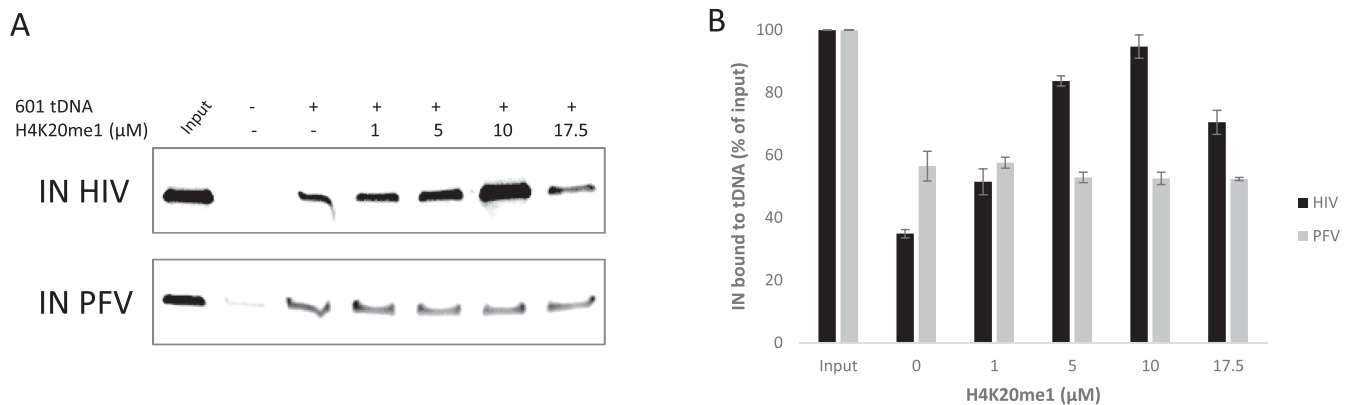 A
601 tDNA Input - + + + + +
H4K20me1 (µM) - - 1 5 10 17.5
IN HIV
IN PFV
B
IN bound to tDNA (% of input)
100
80
60
40
20
0
Input 0 1 5 10 17.5
H4K20me1 (µM)
HIV
PFV